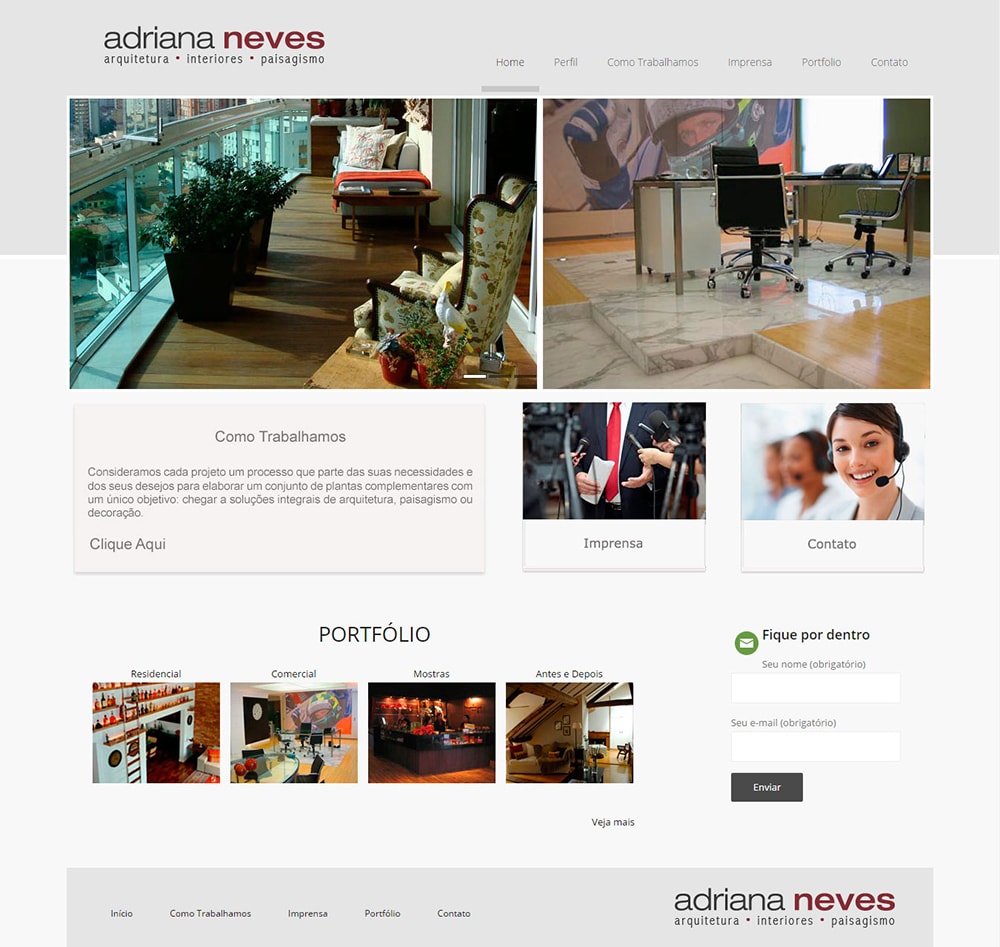 adriana neves
arquitetura • interiores • paisagismo
Home
Perfil
Como Trabalhamos
Imprensa
Portfolio
Contato
Como Trabalhamos
Consideramos cada projeto um processo que parte das suas necessidades e
dos seus desejos para elaborar um conjunto de plantas complementares com
um único objetivo: chegar a soluções integrais de arquitetura, paisagismo ou
decoração.
Clique Aqui
Imprensa
Contato
PORTFÓLIO
Residencial
Comercial
Mostras
Antes e Depois
Veja mais
Fique por dentro
Seu nome (obrigatório)
Seu e-mail (obrigatório)
Enviar
Início
Como Trabalhamos
Imprensa
Portfólio
Contato
adriana neves
arquitetura • interiores • paisagismo